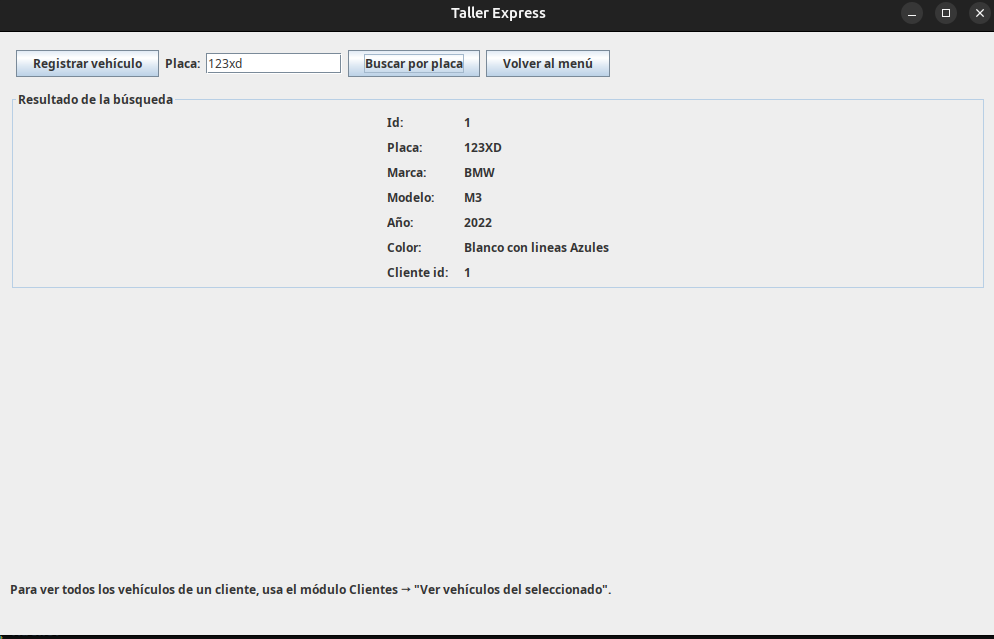 Taller Express
Registrar vehículo Placa: 123xd Buscar por placa Volver al menú
Resultado de la búsqueda
Id: 1
Placa: 123XD
Marca: BMW
Modelo: M3
Año: 2022
Color: Blanco con lineas Azules
Cliente id: 1
Para ver todos los vehículos de un cliente, usa el módulo Clientes → "Ver vehículos del seleccionado".